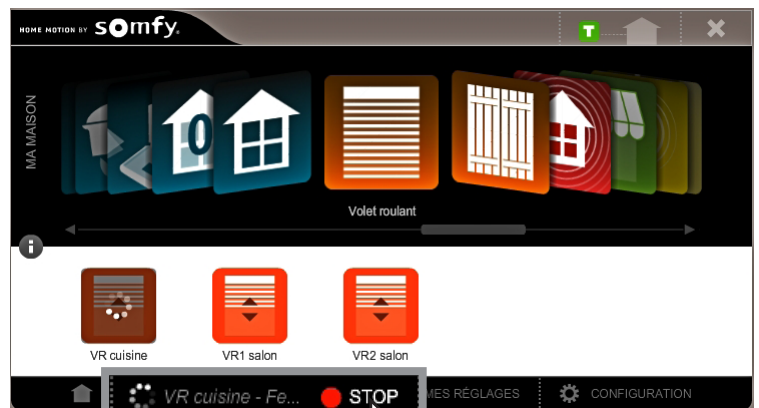 HOME MOTION BY somfy.
T
MA MAISON
0
Volet roulant
i
VR cuisine
VR1 salon
VR2 salon
VR cuisine - Fe... STOP
MES RÉGLAGES
CONFIGURATION